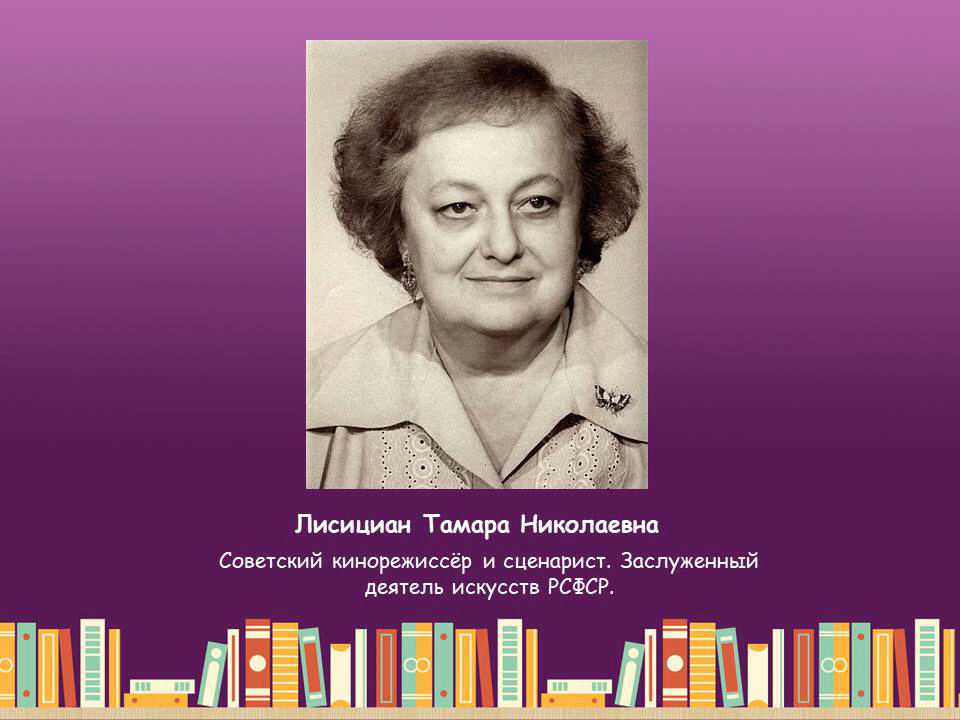 Лисициан Тамара Николаевна
Советский кинорежиссёр и сценарист. Заслуженный
деятель искусств РСФСР.